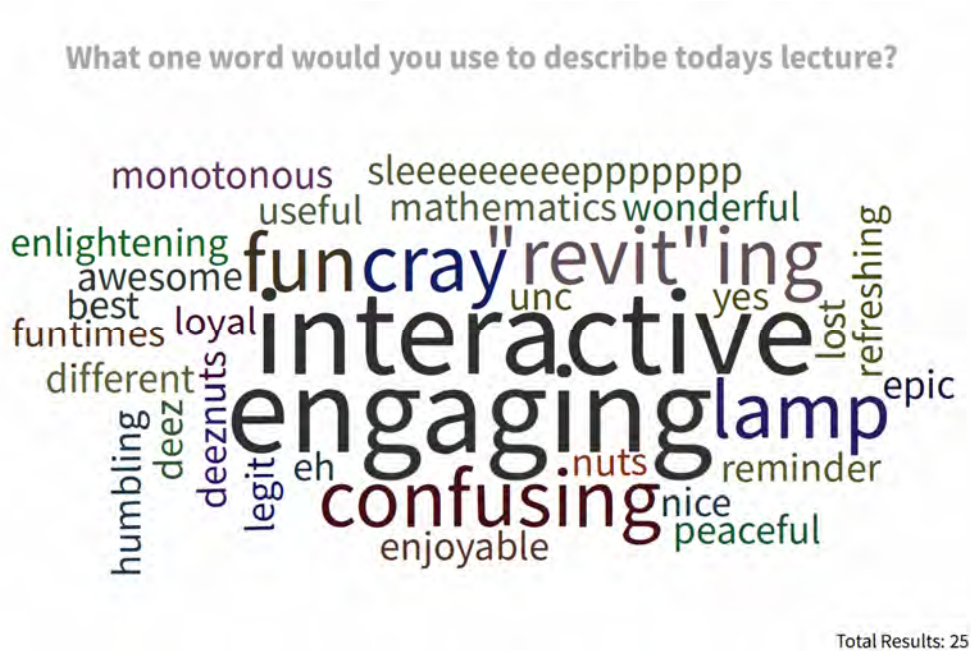 What one word would you use to describe todays lecture?
monotonous
sleeeeeeeeeppppppp
useful
mathematics
wonderful
enlightening
fun
cray
"revit"ing
refreshing
awesome
best
unc
yes
funtimes
loyal
interactive
lost
different
deeznuts
engaging
lamp
epic
humbling
deez
legit
eh
nuts
reminder
confusing
nice
peaceful
enjoyable
Total Results: 25